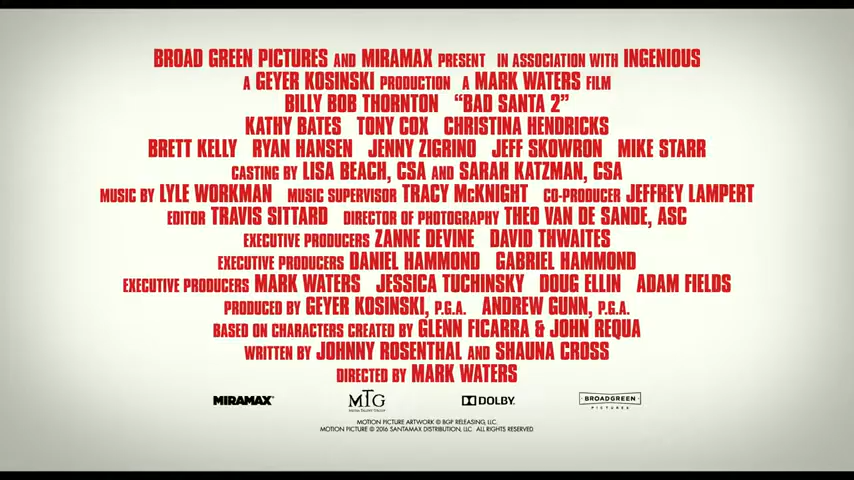 BROAD GREEN PICTURES AND MIRAMAX PRESENT IN ASSOCIATION WITH INGENIOUS
A GEYER KOSINSKI PRODUCTION A MARK WATERS FILM
BILLY BOB THORNTON "BAD SANTA 2"
KATHY BATES TONY COX CHRISTINA HENDRICKS
BRETT KELLY RYAN HANSEN JENNY ZIGRINO JEFF SKOWRON MIKE STARR
CASTING BY LISA BEACH, CSA AND SARAH KATZMAN, CSA
MUSIC BY LYLE WORKMAN MUSIC SUPERVISOR TRACY McKNIGHT CO-PRODUCER JEFFREY LAMPERT
EDITOR TRAVIS SITTARD DIRECTOR OF PHOTOGRAPHY THEO VAN DE SANDE, ASC
EXECUTIVE PRODUCERS ZANNE DEVINE DAVID THWAITES
EXECUTIVE PRODUCERS DANIEL HAMMOND GABRIEL HAMMOND
EXECUTIVE PRODUCERS MARK WATERS JESSICA TUCHINSKY DOUG ELLIN ADAM FIELDS
PRODUCED BY GEYER KOSINSKI, P.G.A. ANDREW GUNN, P.G.A.
BASED ON CHARACTERS CREATED BY GLENN FICARRA & JOHN REQUA
WRITTEN BY JOHNNY ROSENTHAL AND SHAUNA CROSS
DIRECTED BY MARK WATERS
MIRAMAX MTG DOLBY. BROADGREEN
MEDIA TALENT GROUP PICTURES
MOTION PICTURE ARTWORK © BGP RELEASING, LLC.
MOTION PICTURE © 2016 SANTAMAX DISTRIBUTION, LLC ALL RIGHTS RESERVED